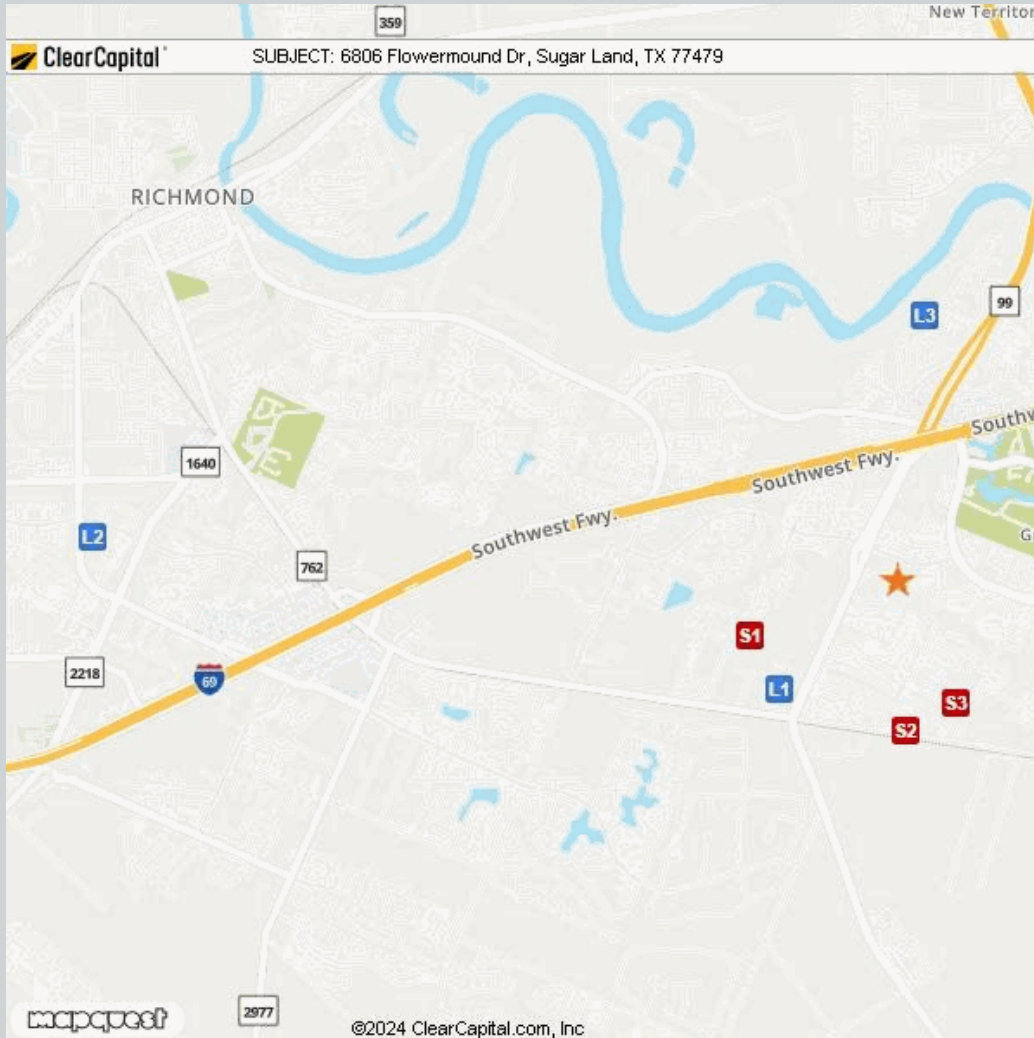 359
New Territor
ClearCapital
SUBJECT: 6806 Flowermound Dr, Sugar Land, TX 77479
RICHMOND
L3
99
Southw
Southwest Fwy.
1640
Southwest Fwy.
L2
762
G
S1
2218
69
L1
S3
S2
mapquest
2977
©2024 ClearCapital.com, Inc